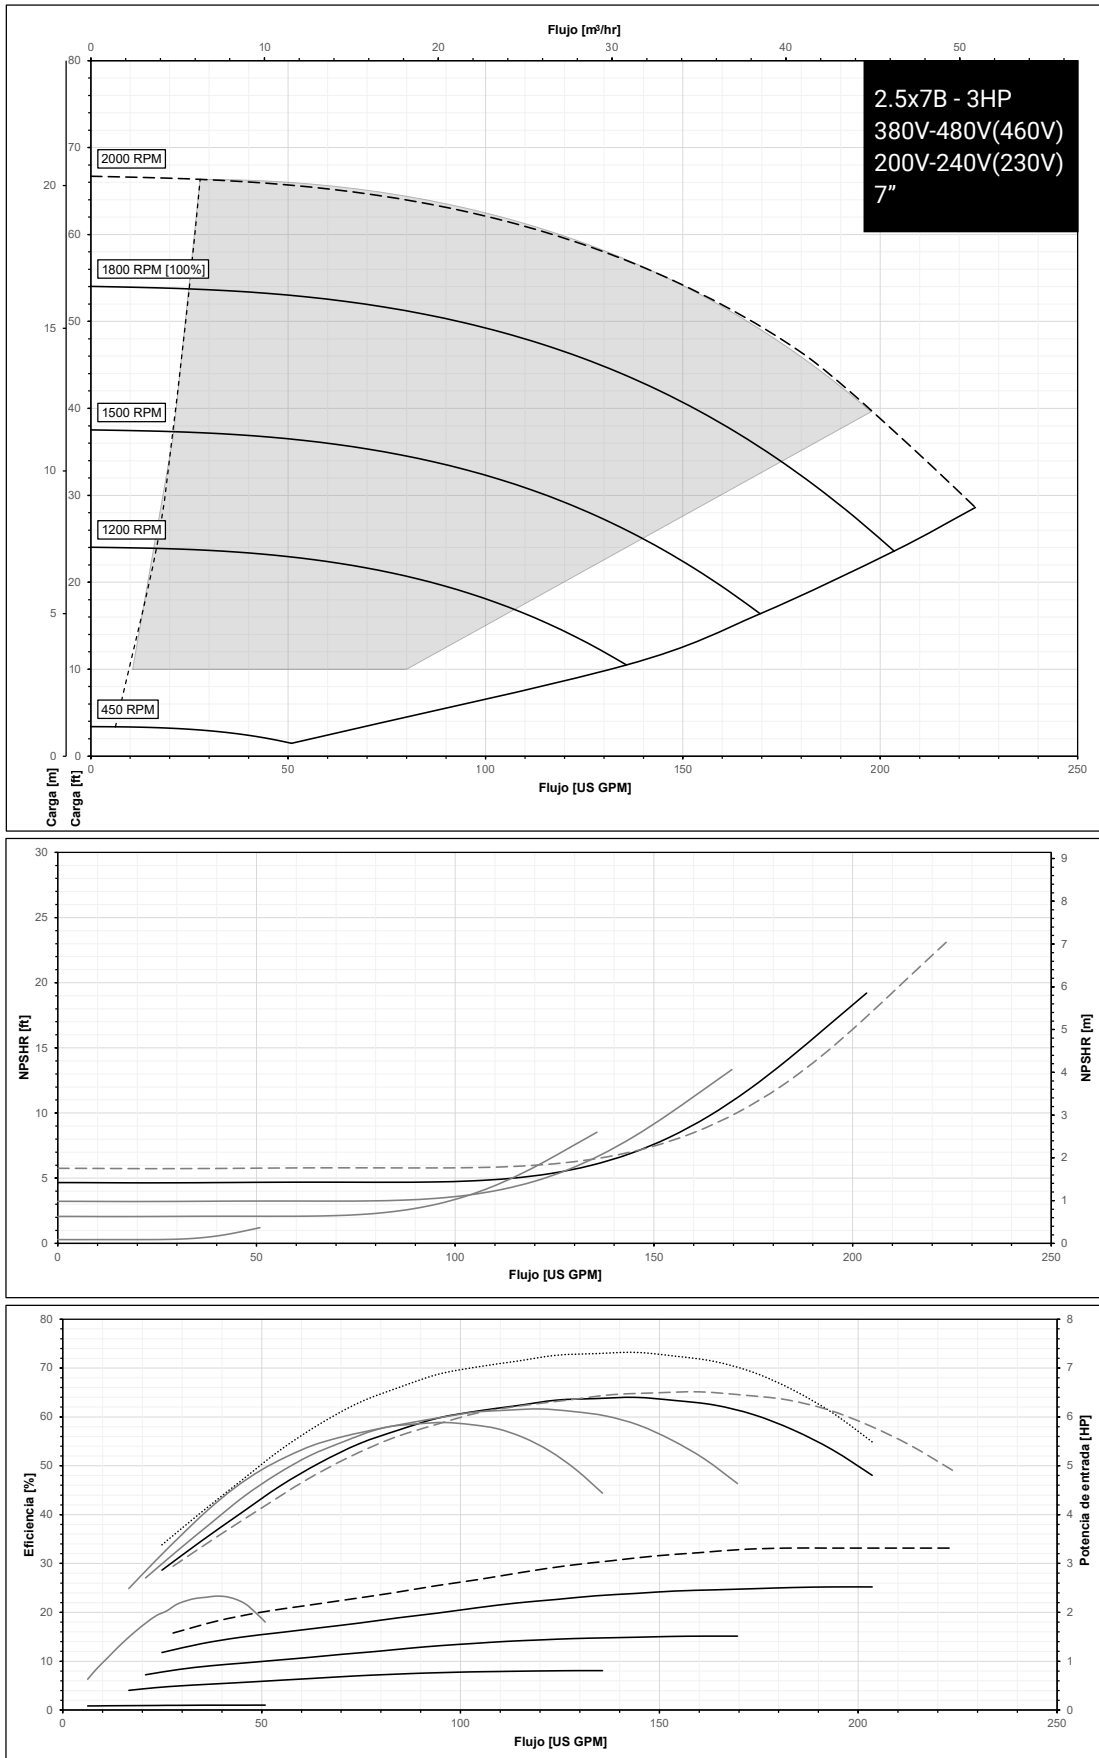 Flujo [m³/hr]
0 10 20 30 40 50
80
2.5x7B - 3HP
380V-480V(460V)
200V-240V(230V)
7”
70
2000 RPM
20
60
1800 RPM [100%]
50
15
40
1500 RPM
10
30
1200 RPM
20
5
10
450 RPM
0 0
0 50 100 150 200 250
Carga [m]
Carga [ft]
Flujo [US GPM]
30
9
8
25
7
20
6
NPSHR [ft]
5
NPSHR [m]
15
4
10
3
2
5
1
0 0
0 50 100 150 200 250
Flujo [US GPM]
80 8
70 7
60 6
50 5
Eficiencia [%]
Potencia de entrada [HP]
40 4
30 3
20 2
10 1
0 0
0 50 100 150 200 250
Flujo [US GPM]